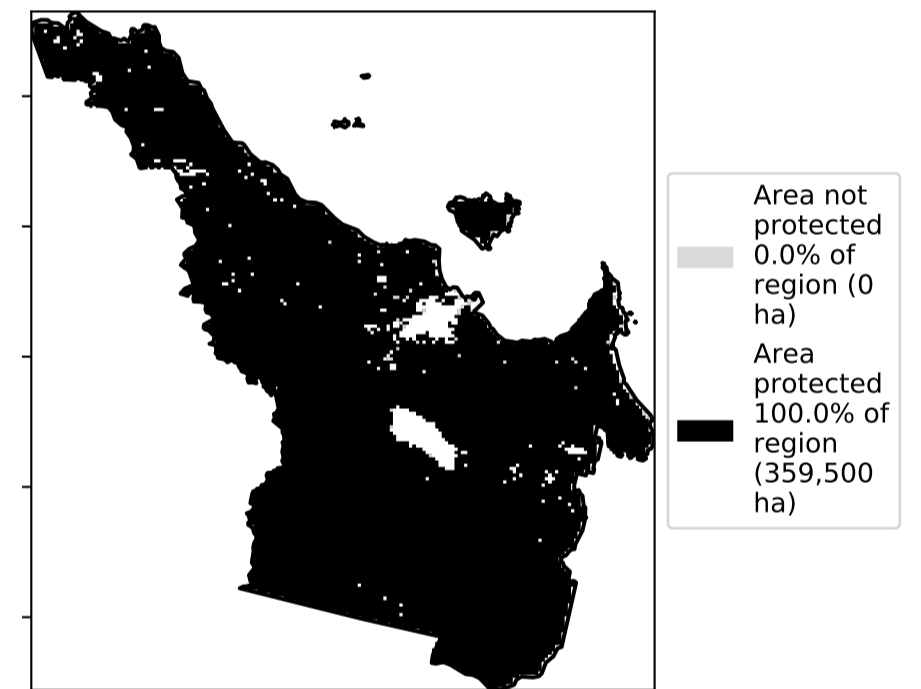 Area not
protected
0.0% of
region (0
ha)
Area
protected
100.0% of
region
(359,500
ha)